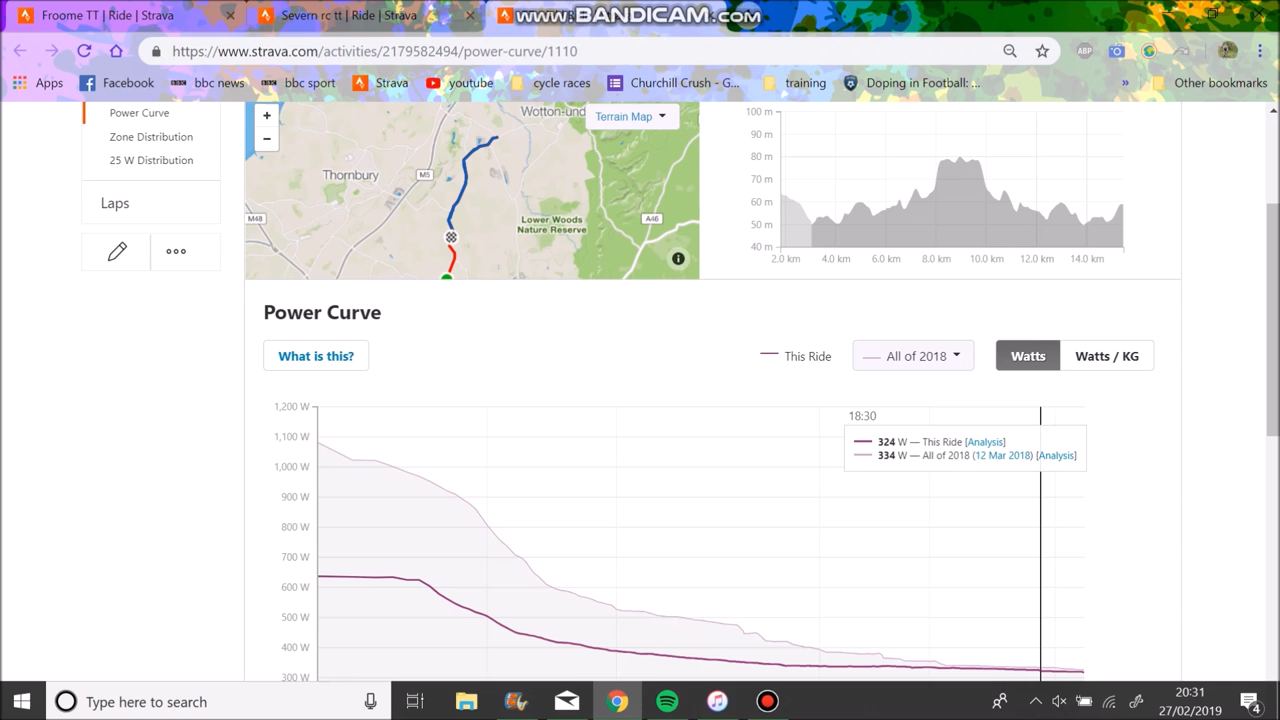 Froome TT | Ride | Strava
Severn rc tt | Ride | Strava
www.BANDICAM.com
https://www.strava.com/activities/2179582494/power-curve/1110
ABP
Apps
Facebook
bbc news
bbc sport
Strava
youtube
cycle races
Churchill Crush - G...
training
Doping in Football: ...
»
Other bookmarks
Power Curve
Zone Distribution
25 W Distribution
Laps
+
−
Wotton-und
Terrain Map
Thornbury
M5
M48
Lower Woods
Nature Reserve
A46
100 m
90 m
80 m
70 m
60 m
50 m
40 m
2.0 km
4.0 km
6.0 km
8.0 km
10.0 km
12.0 km
14.0 km
Power Curve
What is this?
This Ride
All of 2018
Watts
Watts / KG
1,200 W
1,100 W
1,000 W
900 W
800 W
700 W
600 W
500 W
400 W
300 W
18:30
324 W — This Ride [Analysis]
334 W — All of 2018 (12 Mar 2018) [Analysis]
Type here to search
20:31
27/02/2019
4